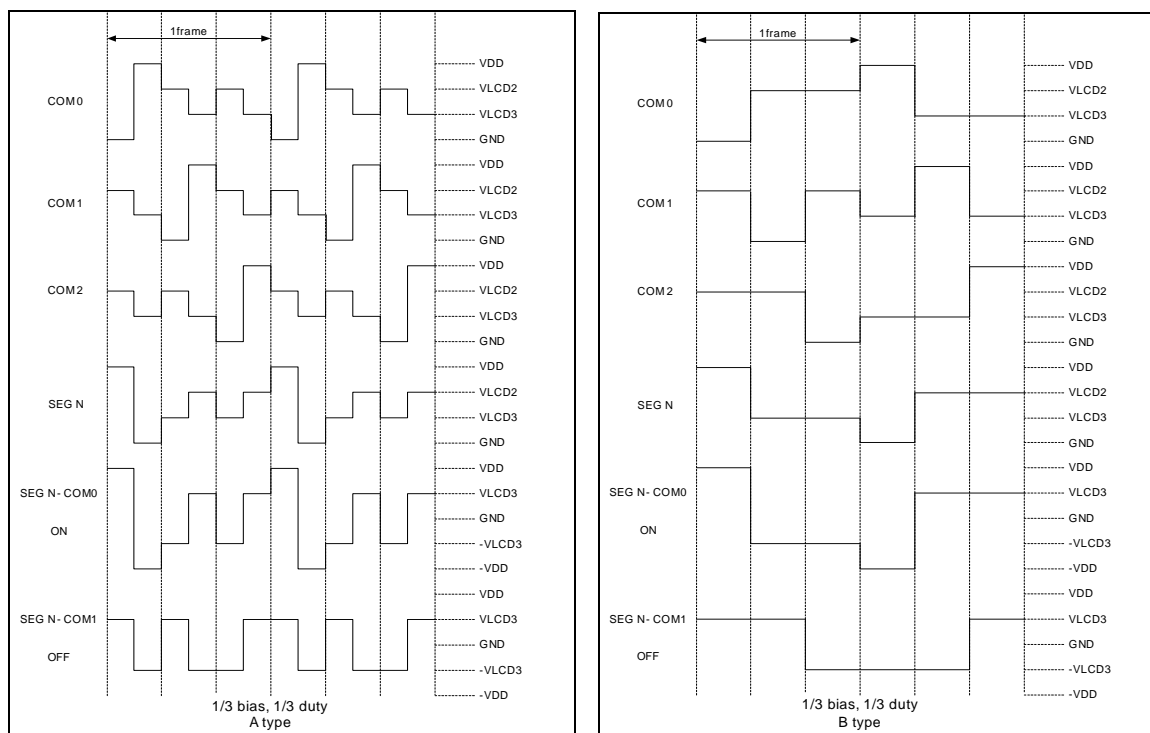 1frame
COM0
VDD
VLCD2
VLCD3
GND
COM1
VDD
VLCD2
VLCD3
GND
COM2
VDD
VLCD2
VLCD3
GND
SEG N
VDD
VLCD2
VLCD3
GND
SEG N- COM0
ON
VDD
VLCD3
GND
-VLCD3
-VDD
SEG N- COM1
OFF
VDD
VLCD3
GND
-VLCD3
-VDD
1/3 bias, 1/3 duty
A type
1frame
COM0
VDD
VLCD2
VLCD3
GND
COM1
VDD
VLCD2
VLCD3
GND
COM2
VDD
VLCD2
VLCD3
GND
SEG N
VDD
VLCD2
VLCD3
GND
SEG N- COM0
ON
VDD
VLCD3
GND
-VLCD3
-VDD
SEG N- COM1
OFF
VDD
VLCD3
GND
-VLCD3
-VDD
1/3 bias, 1/3 duty
B type